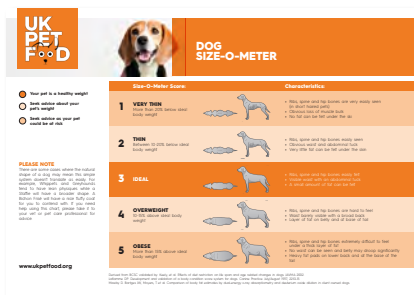 UK
PET
FOOD
DOG
SIZE-O-METER
Size-O-Meter Score:
Characteristics:
Your pet is a healthy weight
Seek advice about your
pet's weight
Seek advice as your pet
could be at risk
1
VERY THIN
More than 20% below ideal
body weight
Ribs, spine and hip bones are very easily seen
(in short haired pets)
Obvious loss of muscle bulk
No fat can be felt under the skin
2
THIN
Between 10-20% below ideal
body weight
Ribs, spine and hip bones easily seen
Obvious waist and abdominal tuck
Very little fat can be felt under the skin
3
IDEAL
Ribs, spine and hip bones easily felt
Visible waist with an abdominal tuck
A small amount of fat can be felt
4
OVERWEIGHT
10-15% above ideal body
weight
Ribs, spine and hip bones are hard to feel
Waist barely visible with a broad back
Layer of fat on belly and at base of tail
5
OBESE
More than 15% above ideal
body weight
Ribs, spine and hip bones extremely difficult to feel
under a thick layer of fat
No waist can be seen and belly may droop significantly
Heavy fat pads on lower back and at the base of the
tail
PLEASE NOTE
There are some cases where the natural
shape of a dog may mean this simple
system doesn't translate as easily. For
example, Whippets and Greyhounds
tend to have lean physiques while a
Staffie will have a broader shape. A
Bichon Frisé will have a nice fluffy coat
for you to contend with! If you need
help using this chart, please take it to
your vet or pet care professional for
advice
www.ukpetfood.org